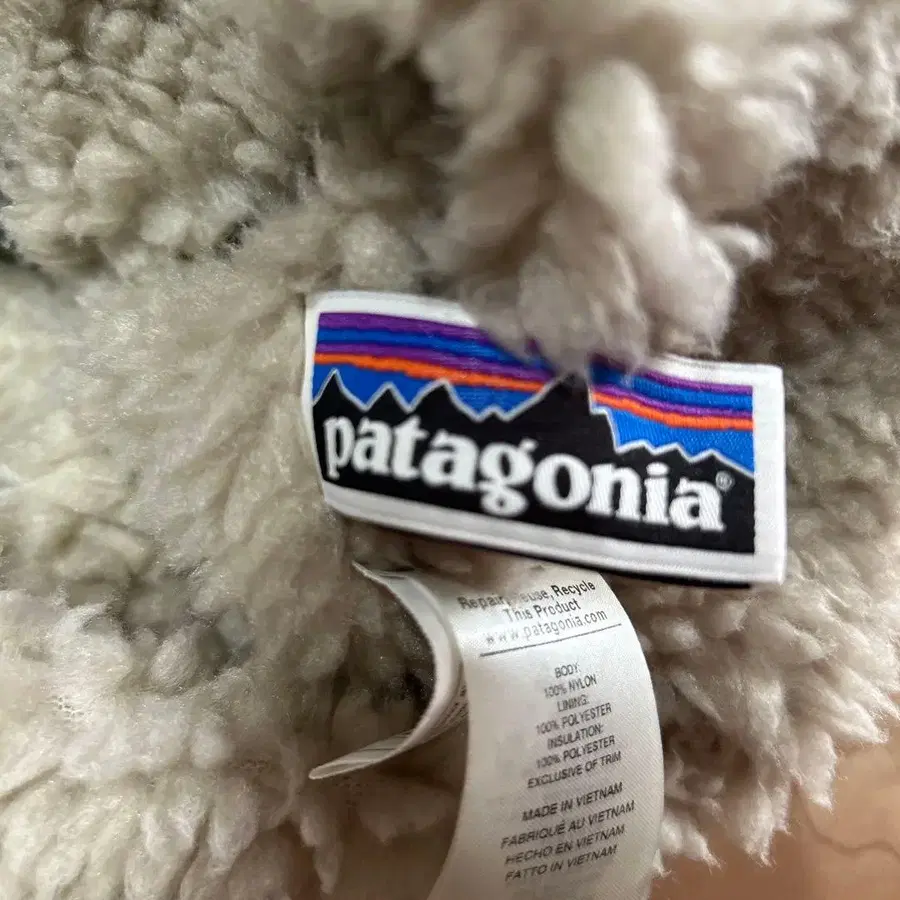 patagonia®
Repair, Reuse, Recycle
This Product
www.patagonia.com
BODY:
100% NYLON
LINING:
100% POLYESTER
INSULATION:
100% POLYESTER
EXCLUSIVE OF TRIM
MADE IN VIETNAM
FABRIQUÉ AU VIETNAM
HECHO EN VIETNAM
FATTO IN VIETNAM